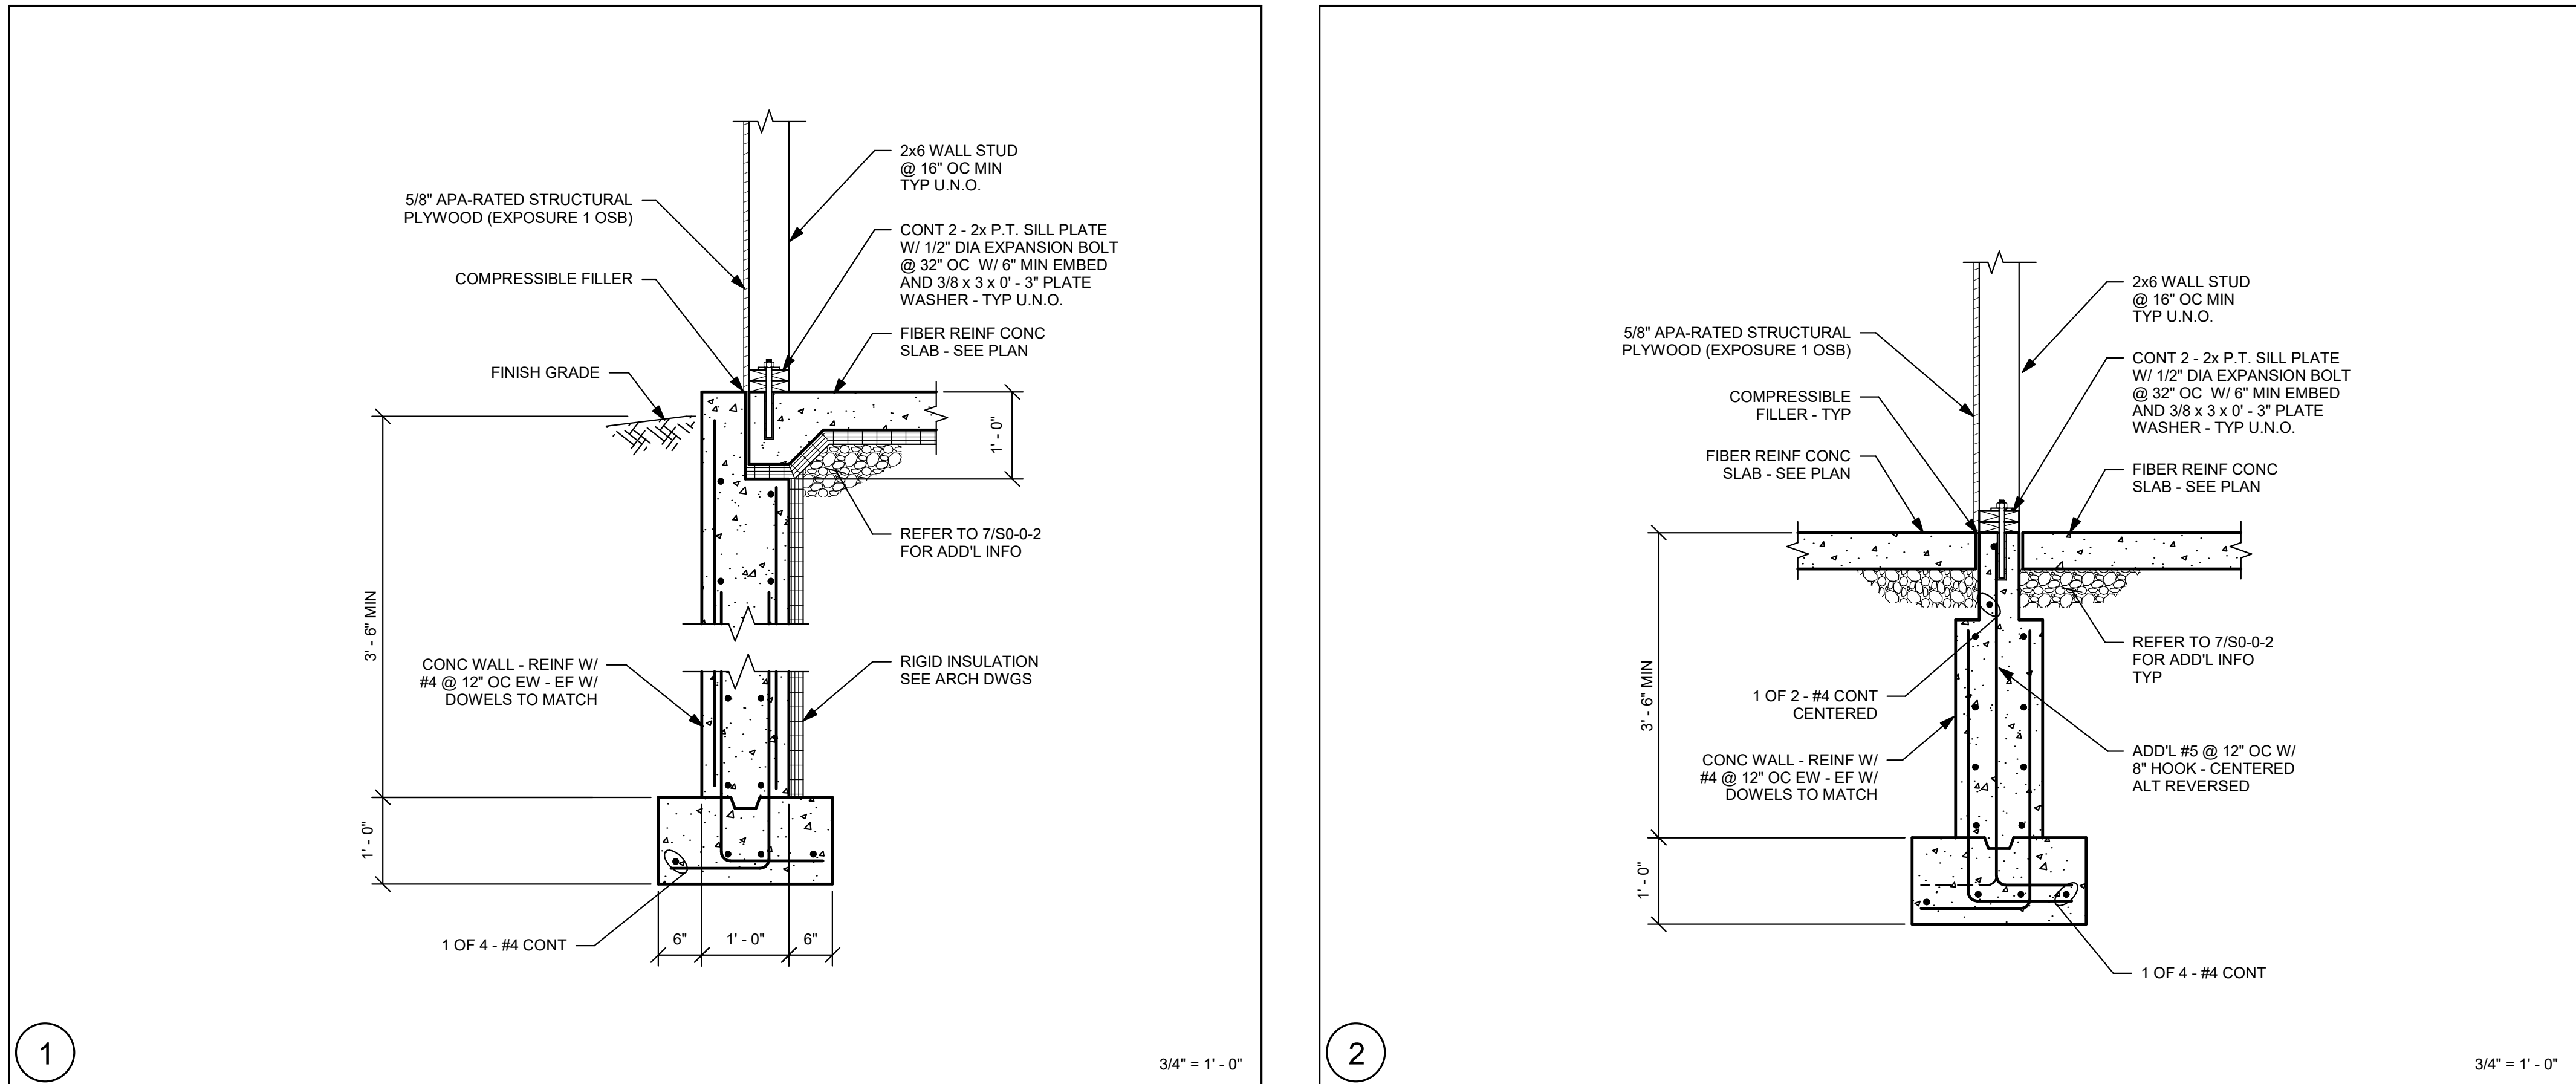 2x6 WALL STUD
@ 16" OC MIN
TYP U.N.O.
5/8" APA-RATED STRUCTURAL
PLYWOOD (EXPOSURE 1 OSB)
CONT 2 - 2x P.T. SILL PLATE
W/ 1/2" DIA EXPANSION BOLT
@ 32" OC W/ 6" MIN EMBED
AND 3/8 x 3 x 0' - 3" PLATE
WASHER - TYP U.N.O.
COMPRESSIBLE FILLER
FIBER REINF CONC
SLAB - SEE PLAN
FINISH GRADE
1' - 0"
REFER TO 7/S0-0-2
FOR ADD'L INFO
3' - 6" MIN
CONC WALL - REINF W/
#4 @ 12" OC EW - EF W/
DOWELS TO MATCH
RIGID INSULATION
SEE ARCH DWGS
1' - 0"
1 OF 4 - #4 CONT
6"
1' - 0"
6"
1
3/4" = 1' - 0"
2x6 WALL STUD
@ 16" OC MIN
TYP U.N.O.
5/8" APA-RATED STRUCTURAL
PLYWOOD (EXPOSURE 1 OSB)
CONT 2 - 2x P.T. SILL PLATE
W/ 1/2" DIA EXPANSION BOLT
@ 32" OC W/ 6" MIN EMBED
AND 3/8 x 3 x 0' - 3" PLATE
WASHER - TYP U.N.O.
COMPRESSIBLE
FILLER - TYP
FIBER REINF CONC
SLAB - SEE PLAN
FIBER REINF CONC
SLAB - SEE PLAN
REFER TO 7/S0-0-2
FOR ADD'L INFO
TYP
3' - 6" MIN
1 OF 2 - #4 CONT
CENTERED
CONC WALL - REINF W/
#4 @ 12" OC EW - EF W/
DOWELS TO MATCH
ADD'L #5 @ 12" OC W/
8" HOOK - CENTERED
ALT REVERSED
1' - 0"
1 OF 4 - #4 CONT
2
3/4" = 1' - 0"